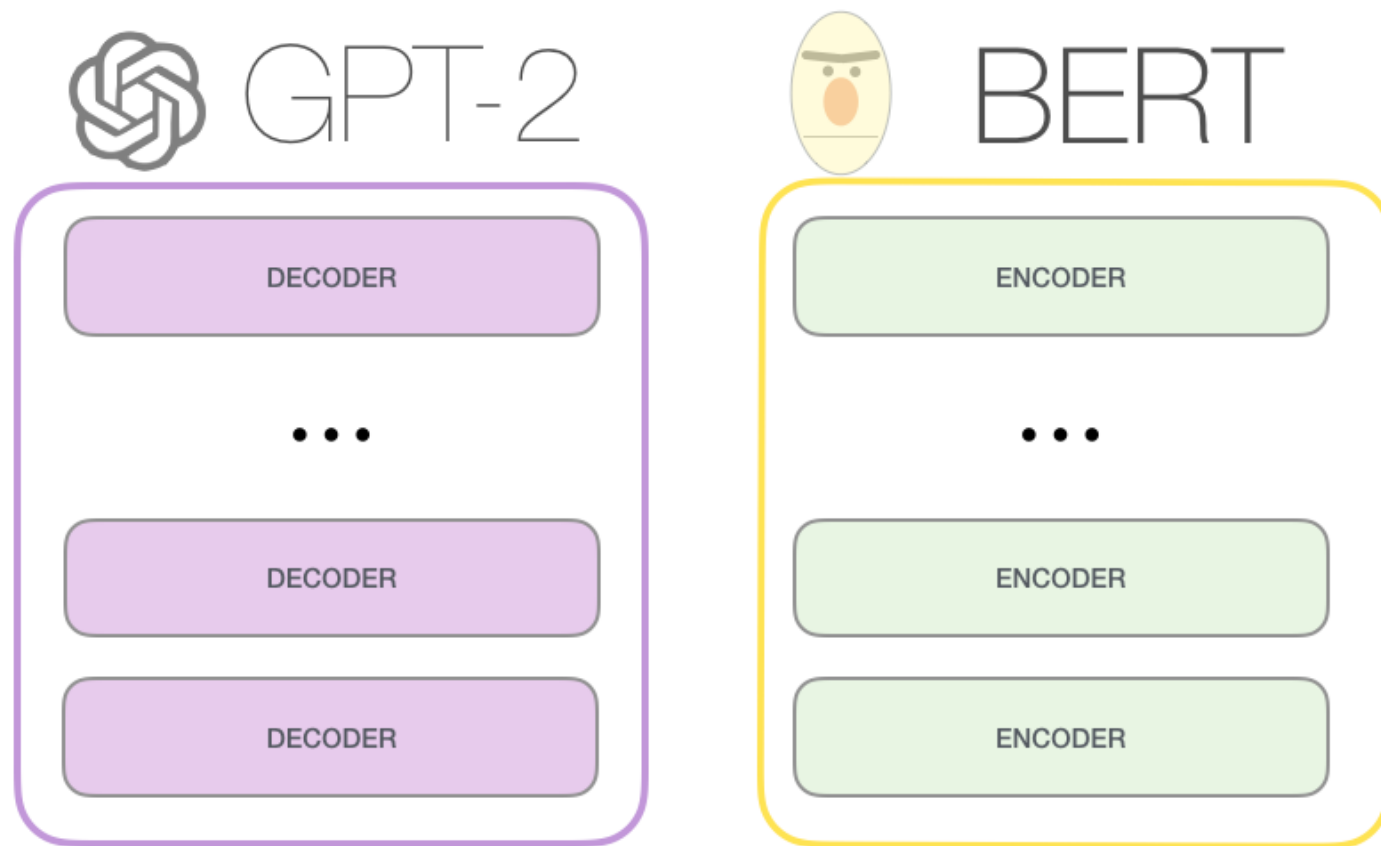 GPT-2
DECODER
• • •
DECODER
DECODER
BERT
ENCODER
• • •
ENCODER
ENCODER